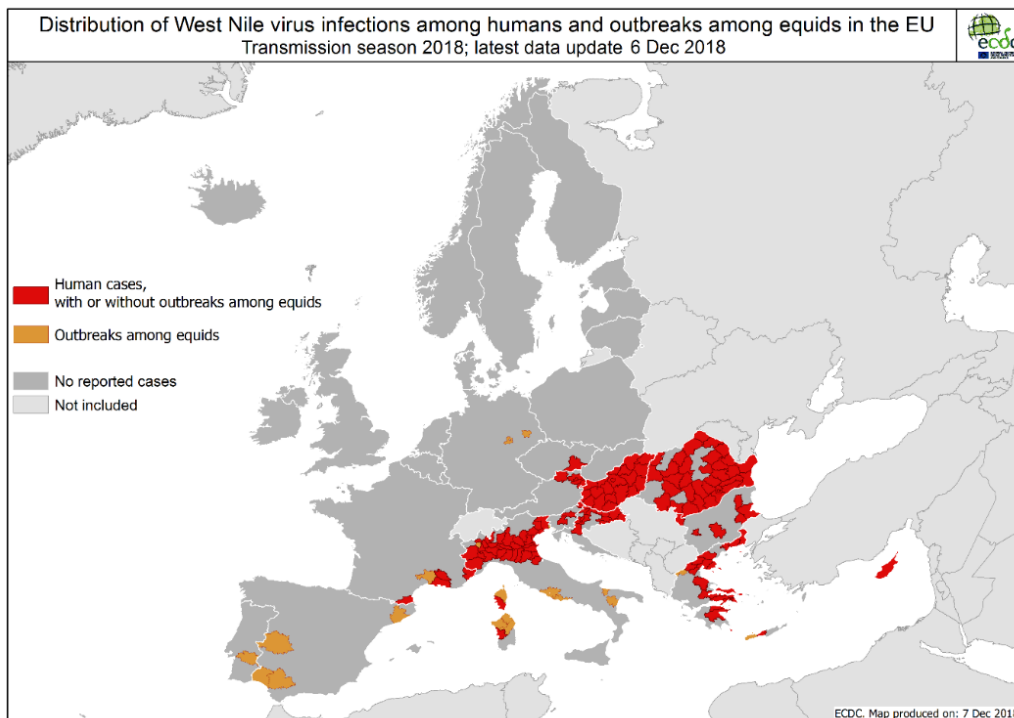 Distribution of West Nile virus infections among humans and outbreaks among equids in the EU
Transmission season 2018; latest data update 6 Dec 2018
ecdc
Human cases,
with or without outbreaks among equids
Outbreaks among equids
No reported cases
Not included
ECDC. Map produced on: 7 Dec 2018